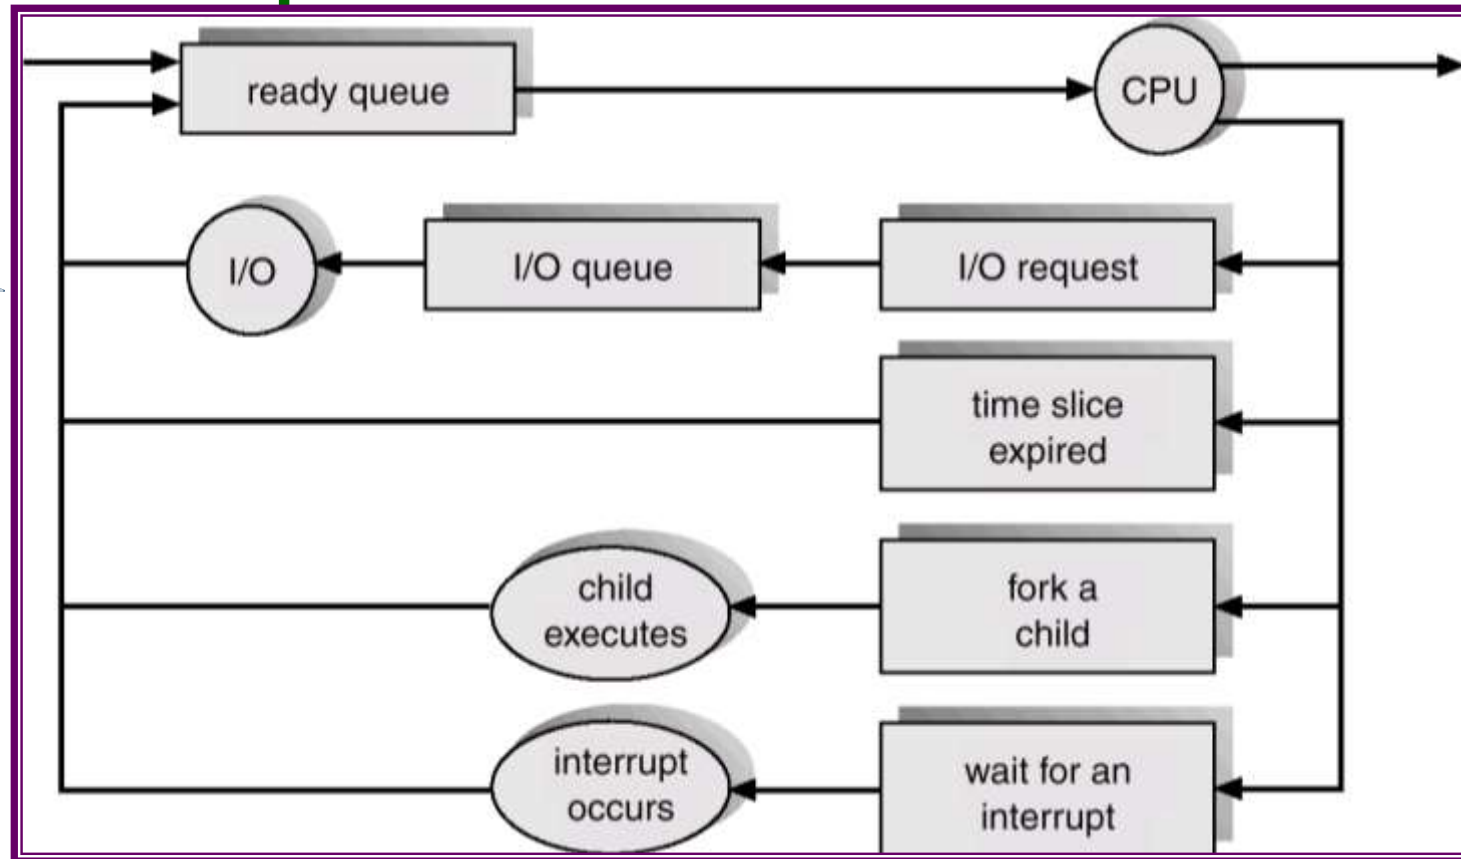 ready queue
CPU
I/O
I/O queue
I/O request
time slice
expired
child
executes
fork a
child
interrupt
occurs
wait for an
interrupt